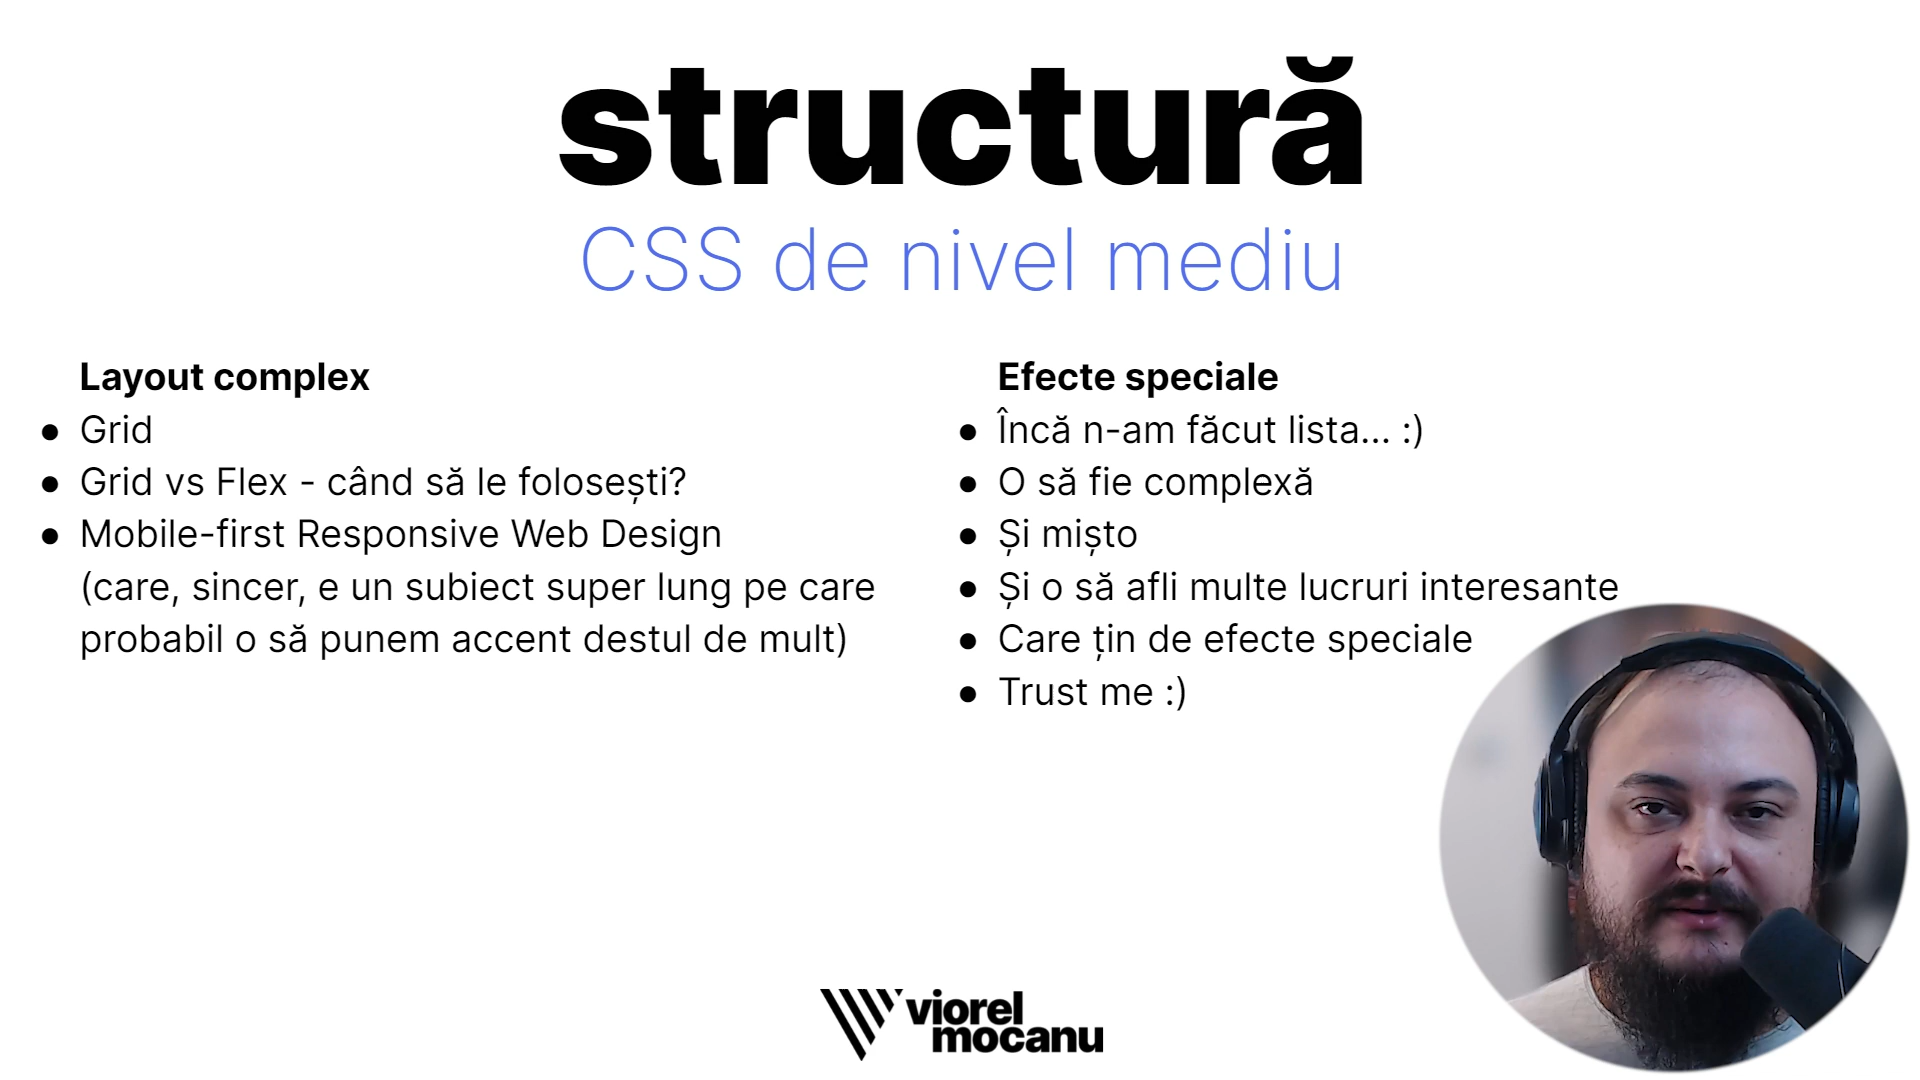 structură
CSS de nivel mediu
Layout complex
● Grid
● Grid vs Flex - când să le folosești?
● Mobile-first Responsive Web Design
(care, sincer, e un subiect super lung pe care
probabil o să punem accent destul de mult)
Efecte speciale
● Încă n-am făcut lista... :)
● O să fie complexă
● Și mișto
● Și o să afli multe lucruri interesante
● Care țin de efecte speciale
● Trust me :)
viorel
mocanu